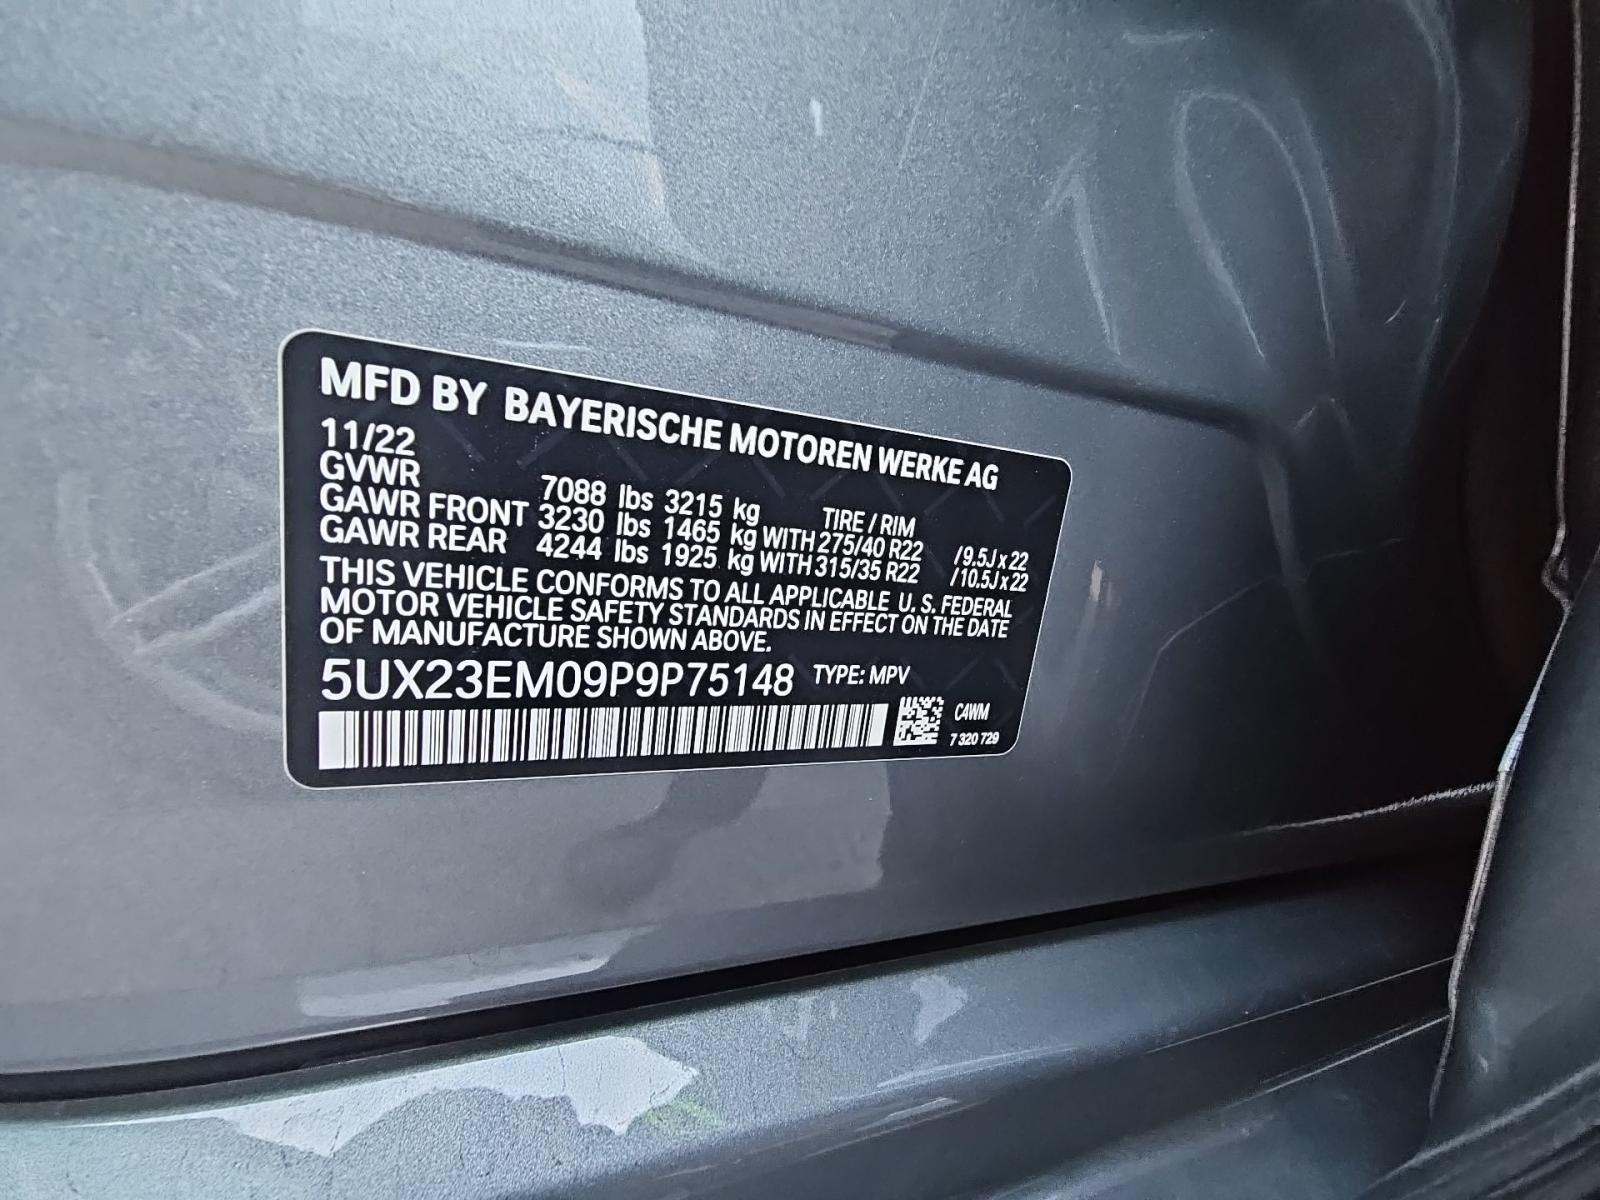 MFD BY BAYERISCHE MOTOREN WERKE AG
11/22
GVWR 7088 lbs 3215 kg TIRE / RIM
GAWR FRONT 3230 lbs 1465 kg WITH 275/40 R22 /9.5J x 22
GAWR REAR 4244 lbs 1925 kg WITH 315/35 R22 /10.5J x 22
THIS VEHICLE CONFORMS TO ALL APPLICABLE U. S. FEDERAL
MOTOR VEHICLE SAFETY STANDARDS IN EFFECT ON THE DATE
OF MANUFACTURE SHOWN ABOVE.
5UX23EM09P9P75148 TYPE: MPV
C4WM
7 320 729